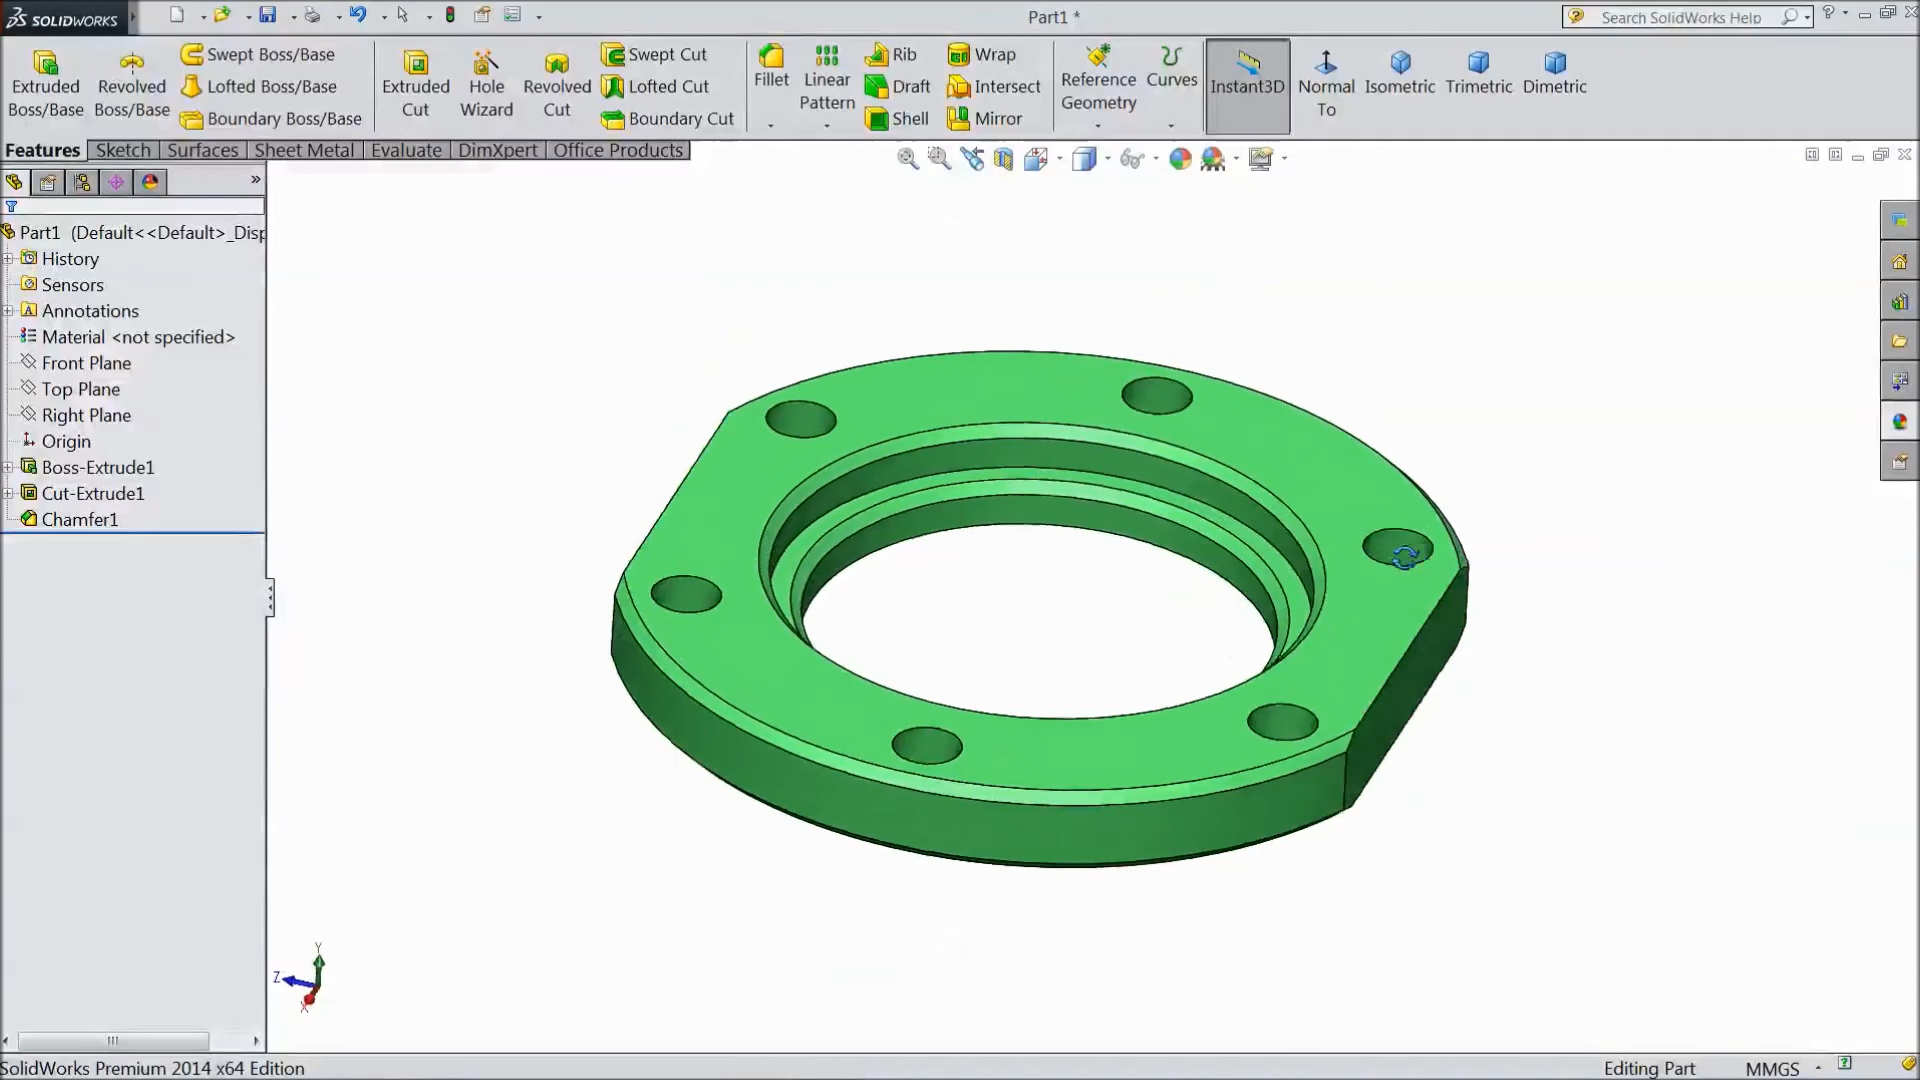 SOLIDWORKS
Part1 *
Search SolidWorks Help
Extruded Boss/Base
Revolved Boss/Base
Swept Boss/Base
Lofted Boss/Base
Boundary Boss/Base
Extruded Cut
Hole Wizard
Revolved Cut
Swept Cut
Lofted Cut
Boundary Cut
Fillet
Linear Pattern
Rib
Draft
Shell
Wrap
Intersect
Mirror
Reference Geometry
Curves
Instant3D
Normal To
Isometric
Trimetric
Dimetric
Features
Sketch
Surfaces
Sheet Metal
Evaluate
DimXpert
Office Products
Part1 (Default<<Default>_Disp
History
Sensors
Annotations
Material <not specified>
Front Plane
Top Plane
Right Plane
Origin
Boss-Extrude1
Cut-Extrude1
Chamfer1
Y
Z
X
SolidWorks Premium 2014 x64 Edition
Editing Part
MMGS